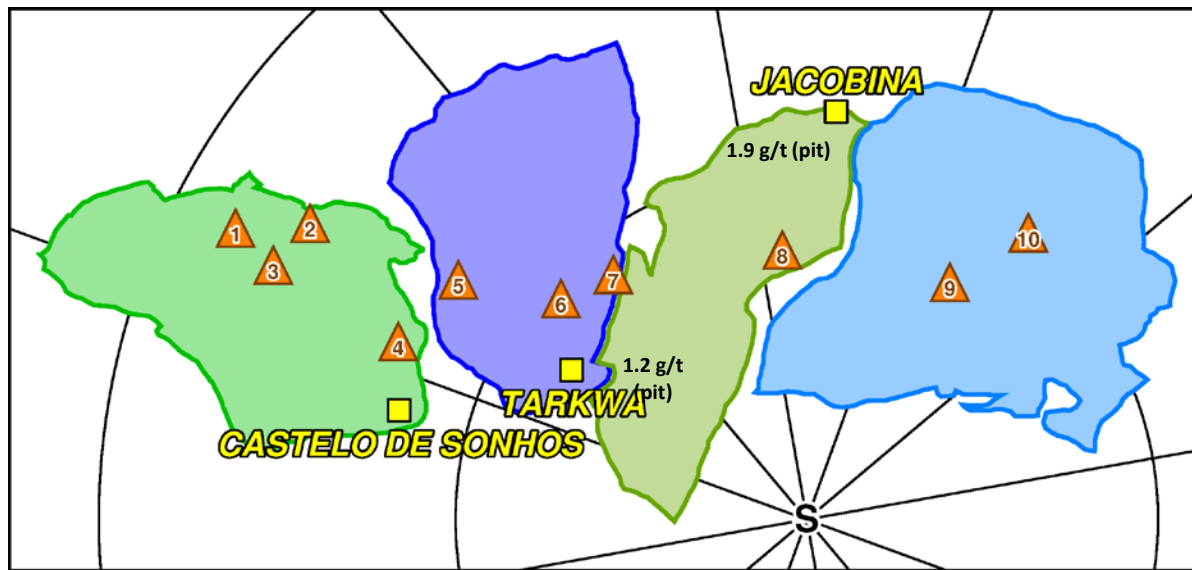 JACOBINA
1.9 g/t (pit)
1
2
3
4
5
6
7
8
9
10
1.2 g/t
(pit)
TARKWA
CASTELO DE SONHOS
S